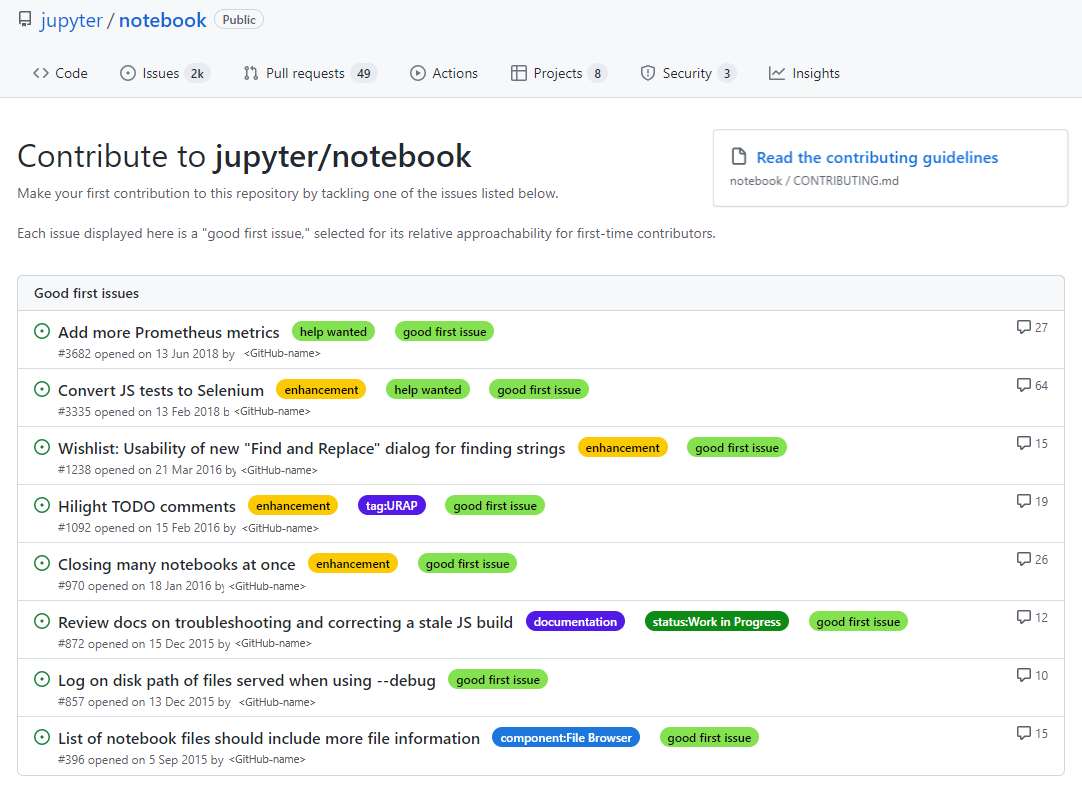 jupyter / notebook Public
Code Issues 2k Pull requests 49 Actions Projects 8 Security 3 Insights
Contribute to jupyter/notebook
Make your first contribution to this repository by tackling one of the issues listed below.
Each issue displayed here is a "good first issue," selected for its relative approachability for first-time contributors.
Read the contributing guidelines
notebook / CONTRIBUTING.md
Good first issues
Add more Prometheus metrics help wanted good first issue 27
#3682 opened on 13 Jun 2018 by <GitHub-name>
Convert JS tests to Selenium enhancement help wanted good first issue 64
#3335 opened on 13 Feb 2018 b <GitHub-name>
Wishlist: Usability of new "Find and Replace" dialog for finding strings enhancement good first issue 15
#1238 opened on 21 Mar 2016 by <GitHub-name>
Hilight TODO comments enhancement tag:URAP good first issue 19
#1092 opened on 15 Feb 2016 by <GitHub-name>
Closing many notebooks at once enhancement good first issue 26
#970 opened on 18 Jan 2016 by <GitHub-name>
Review docs on troubleshooting and correcting a stale JS build documentation status:Work in Progress good first issue 12
#872 opened on 15 Dec 2015 by <GitHub-name>
Log on disk path of files served when using --debug good first issue 10
#857 opened on 13 Dec 2015 by <GitHub-name>
List of notebook files should include more file information component:File Browser good first issue 15
#396 opened on 5 Sep 2015 by <GitHub-name>